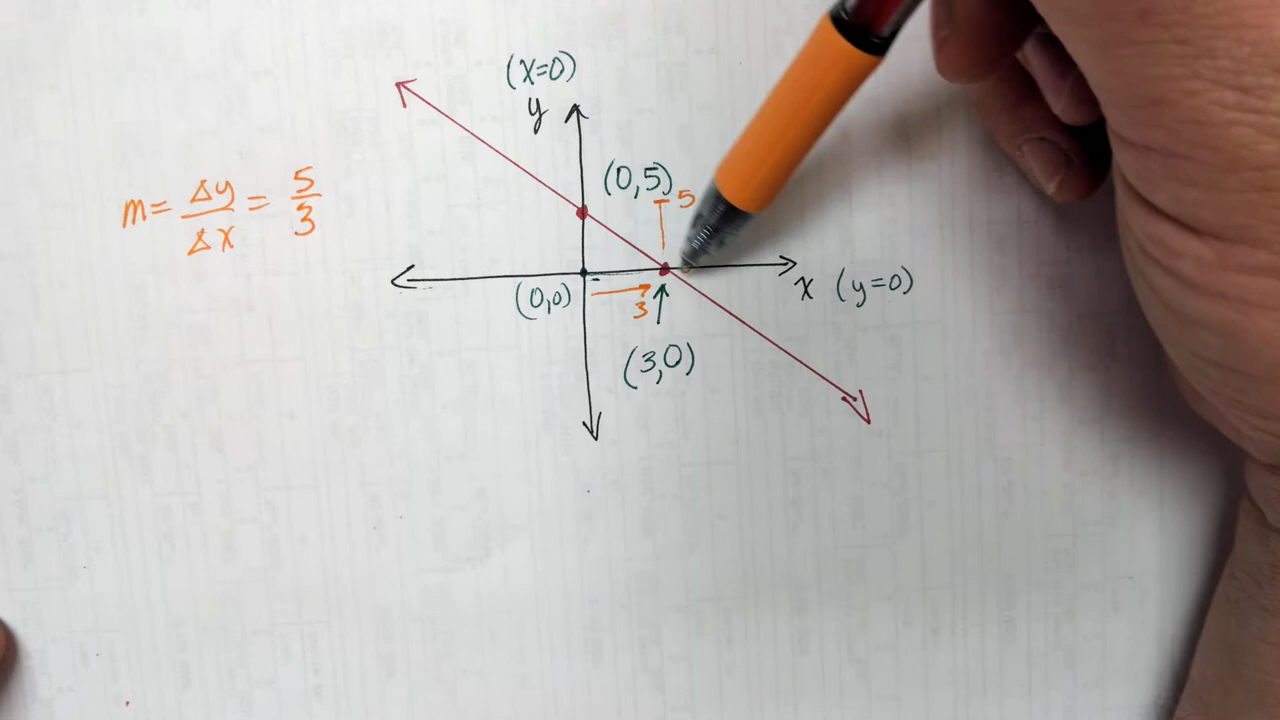 (x=0)
y
(0,5)
5
m= Δy/Δx = 5/3
x (y=0)
(0,0)
3
(3,0)